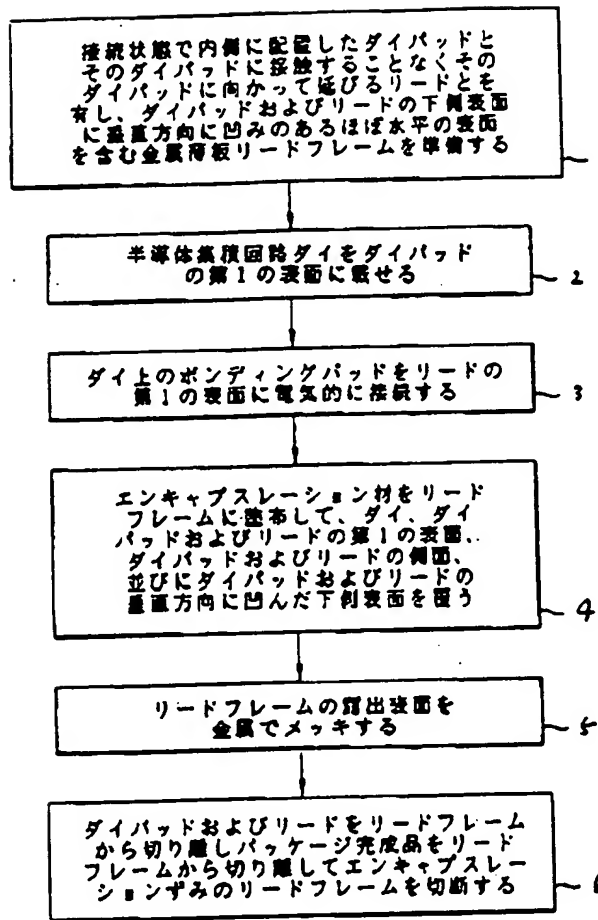 接続状態で内側に配置したダイパッドと
そのダイパッドに接触することなくその
ダイパッドに向かって延びるリードとを
有し、ダイパッドおよびリードの下側表面
に垂直方向に凹みのあるほぼ水平の表面
を含む金属薄板リードフレームを準備する
半導体集積回路ダイをダイパッド
の第1の表面に載せる
2
ダイ上のボンディングパッドをリードの
第1の表面に電気的に接続する
3
エンキャプスレーション材をリード
フレームに塗布して、ダイ、ダイ
パッドおよびリードの第1の表面、
ダイパッドおよびリードの側面、
並びにダイパッドおよびリードの
垂直方向に凹んだ下側表面を覆う
4
リードフレームの露出表面を
金属でメッキする
5
ダイパッドおよびリードをリードフレーム
から切り離しパッケージ完成品をリード
フレームから切り離してエンキャプスレー
ションずみのリードフレームを切断する
6